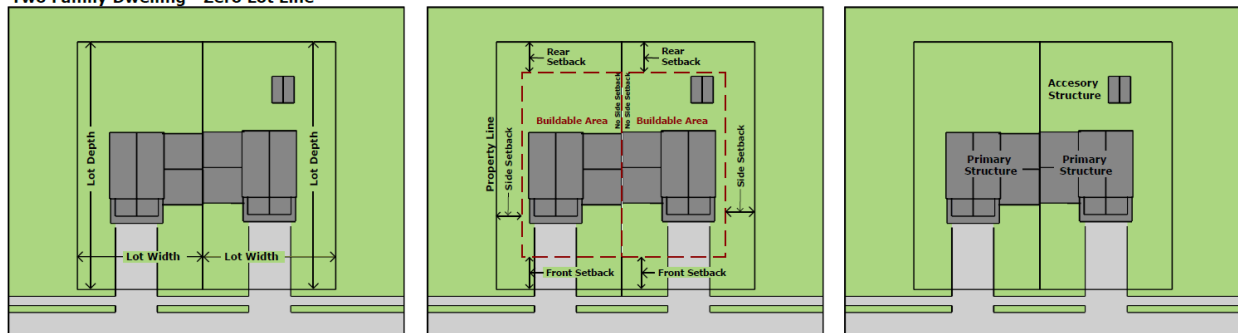 Two Family Dwelling - Zero Lot Line
Lot Depth
Lot Depth
Lot Width
Lot Width
Rear
Setback
Rear
Setback
No Side Setback
No Side Setback
Buildable Area
Buildable Area
Property Line
Side Setback
Side Setback
Front Setback
Front Setback
Accesory
Structure
Primary
Structure
Primary
Structure